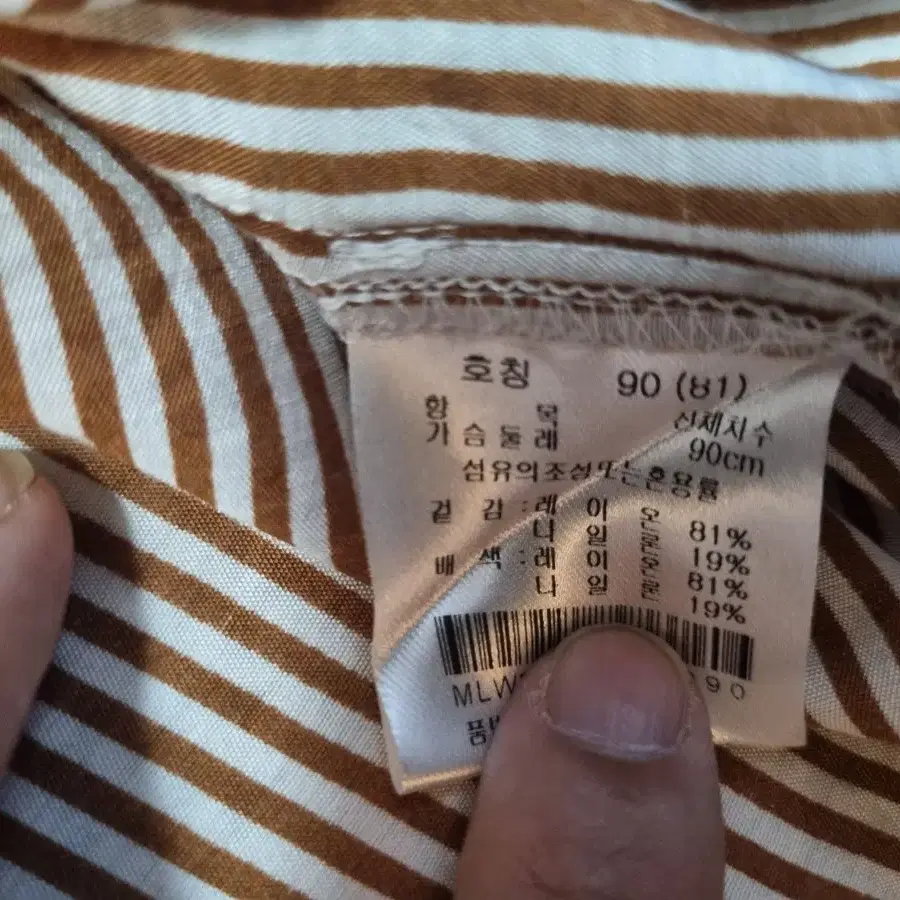 호칭 90 (81)
항 목 신체치수
가 슴 둘 레 90cm
섬유의조성또는혼용률
겉 감 : 레 이 온 81%
나 일 론 19%
배 색 : 레 이 온 81%
나 일 론 19%
MLW 90